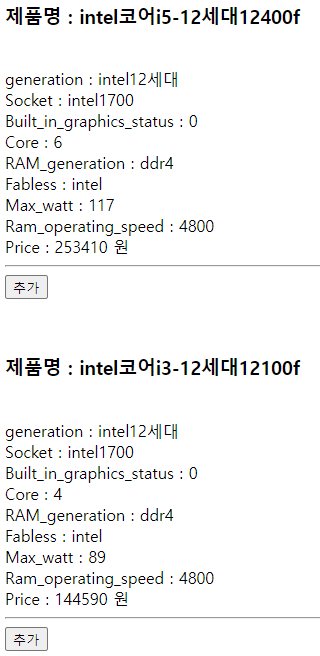 제품명 : intel코어i5-12세대12400f
generation : intel12세대
Socket : intel1700
Built_in_graphics_status : 0
Core : 6
RAM_generation : ddr4
Fabless : intel
Max_watt : 117
Ram_operating_speed : 4800
Price : 253410 원
추가
제품명 : intel코어i3-12세대12100f
generation : intel12세대
Socket : intel1700
Built_in_graphics_status : 0
Core : 4
RAM_generation : ddr4
Fabless : intel
Max_watt : 89
Ram_operating_speed : 4800
Price : 144590 원
추가